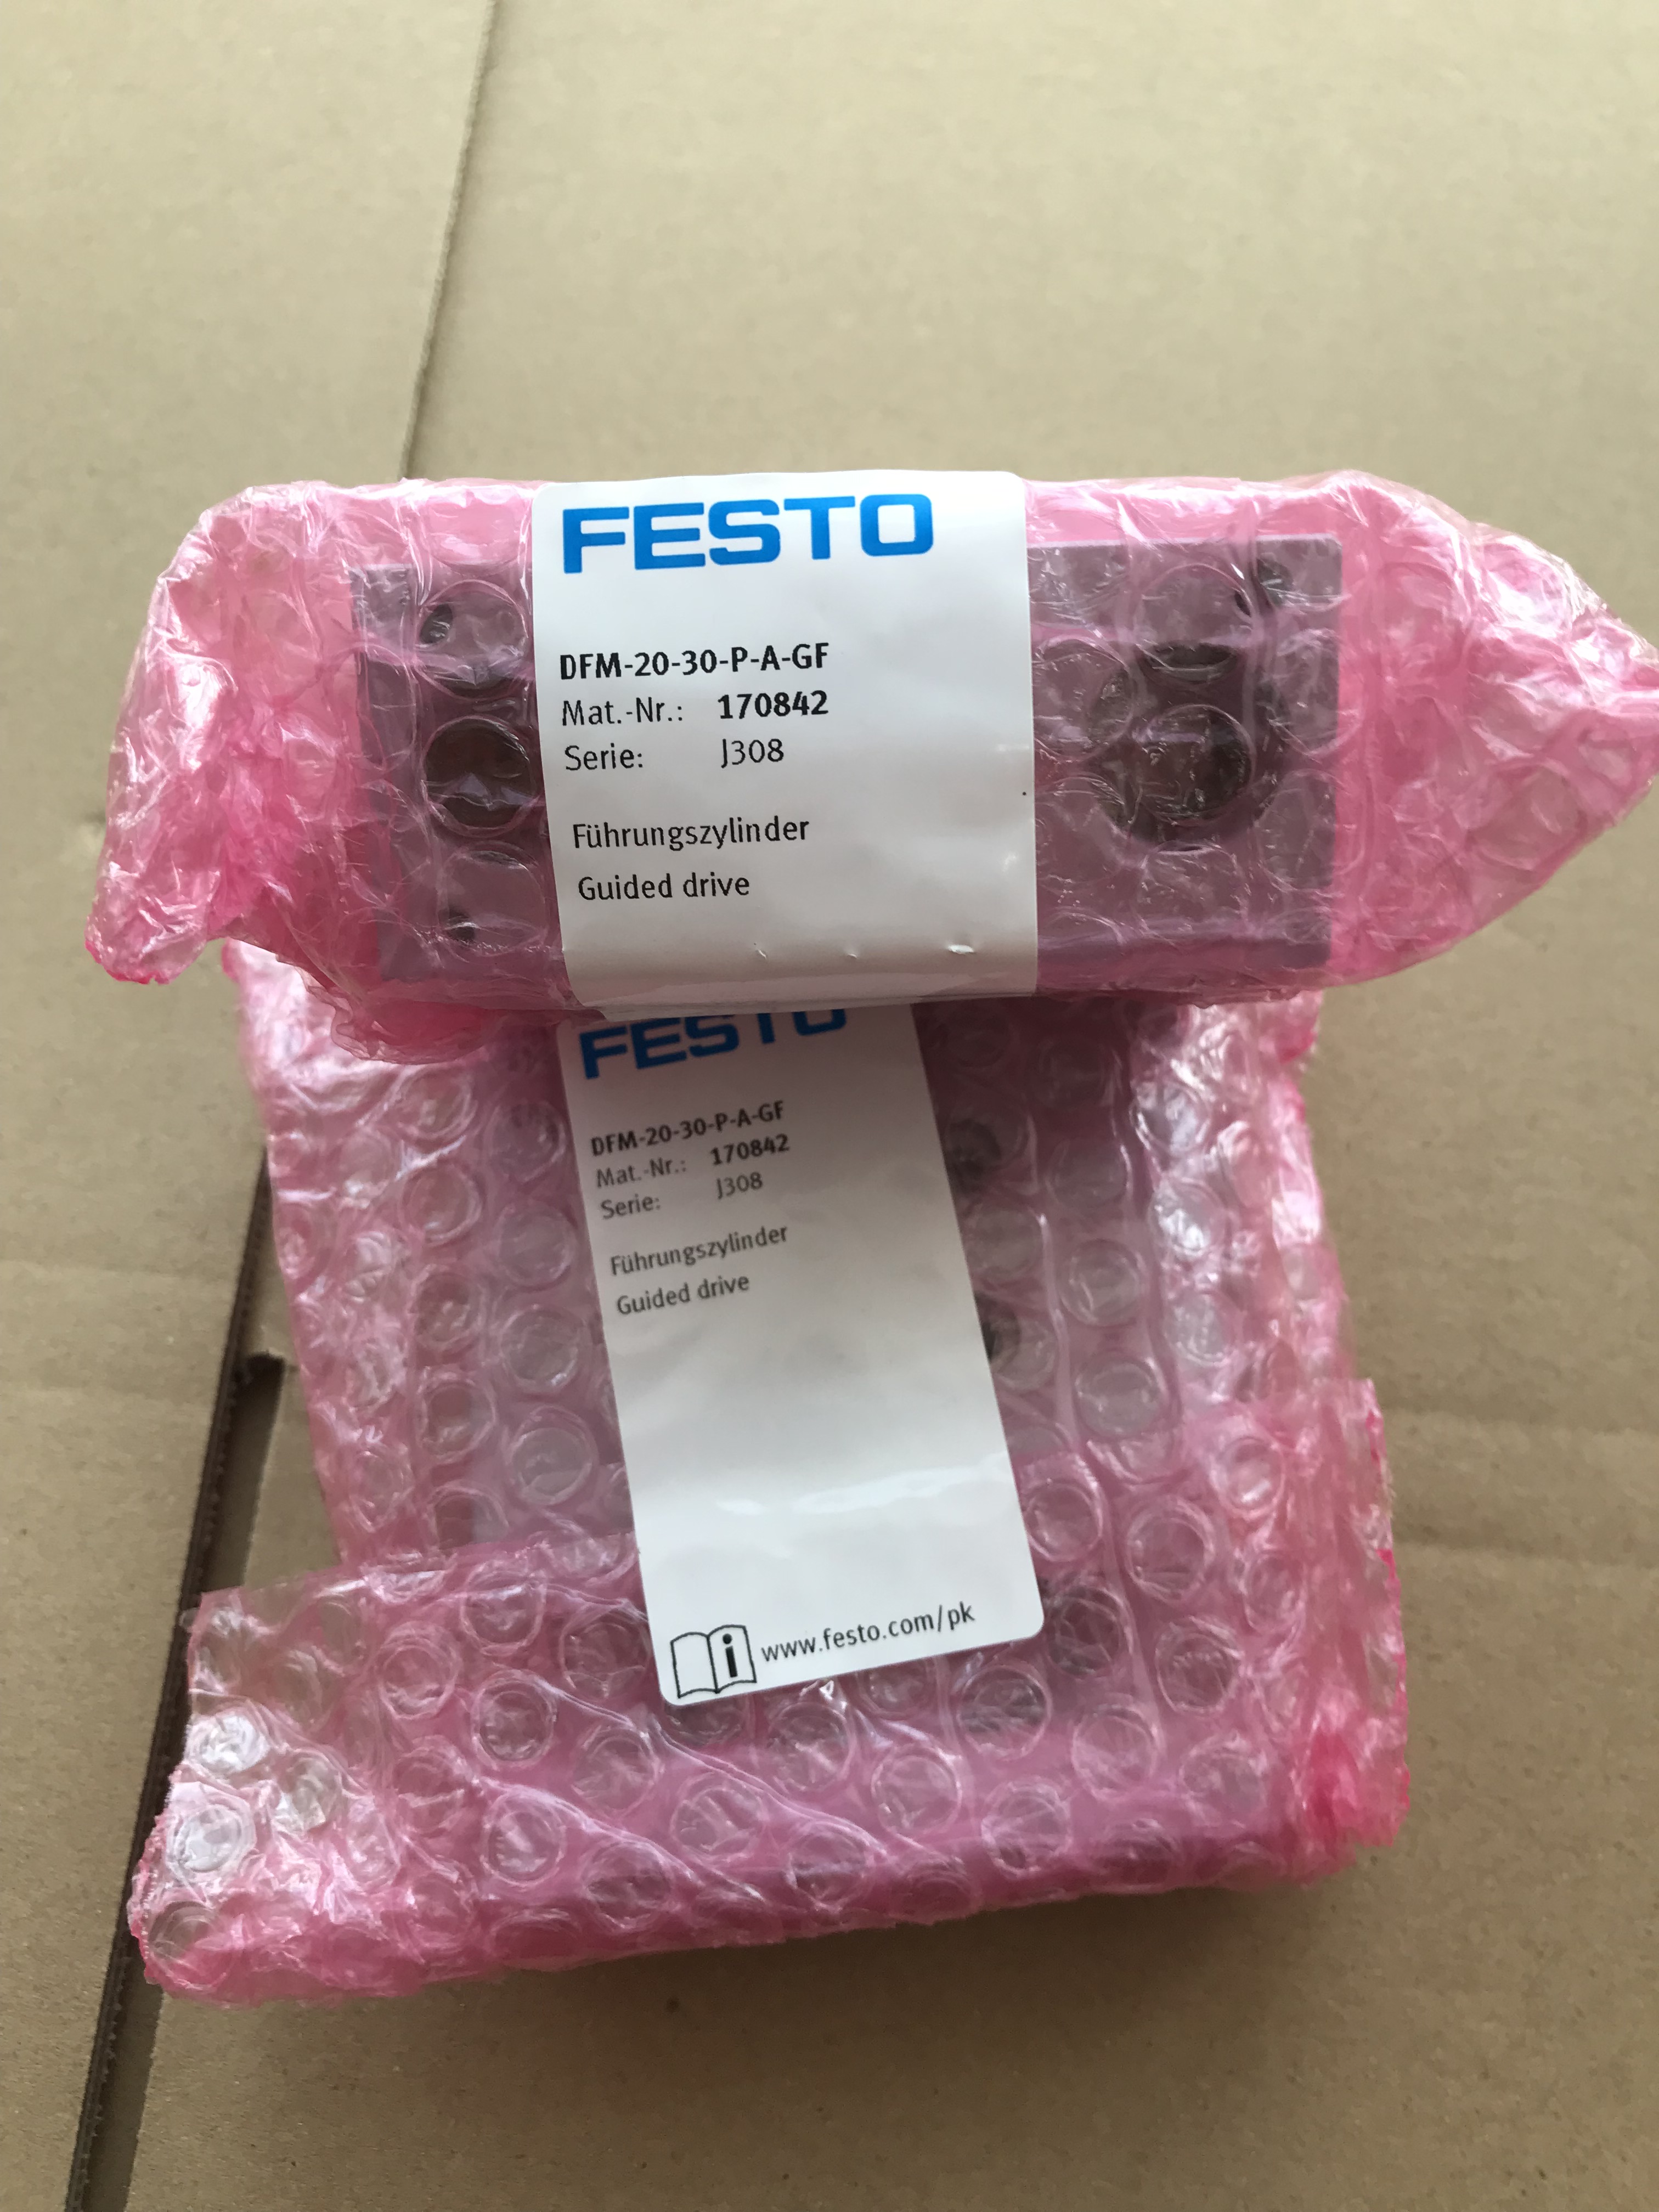 FESTO
DFM-20-30-P-A-GF
Mat.-Nr.: 170842
Serie: J308
Führungszylinder
Guided drive
FESTO
DFM-20-30-P-A-GF
Mat.-Nr.: 170842
Serie: J308
Führungszylinder
Guided drive
i www.festo.com/pk